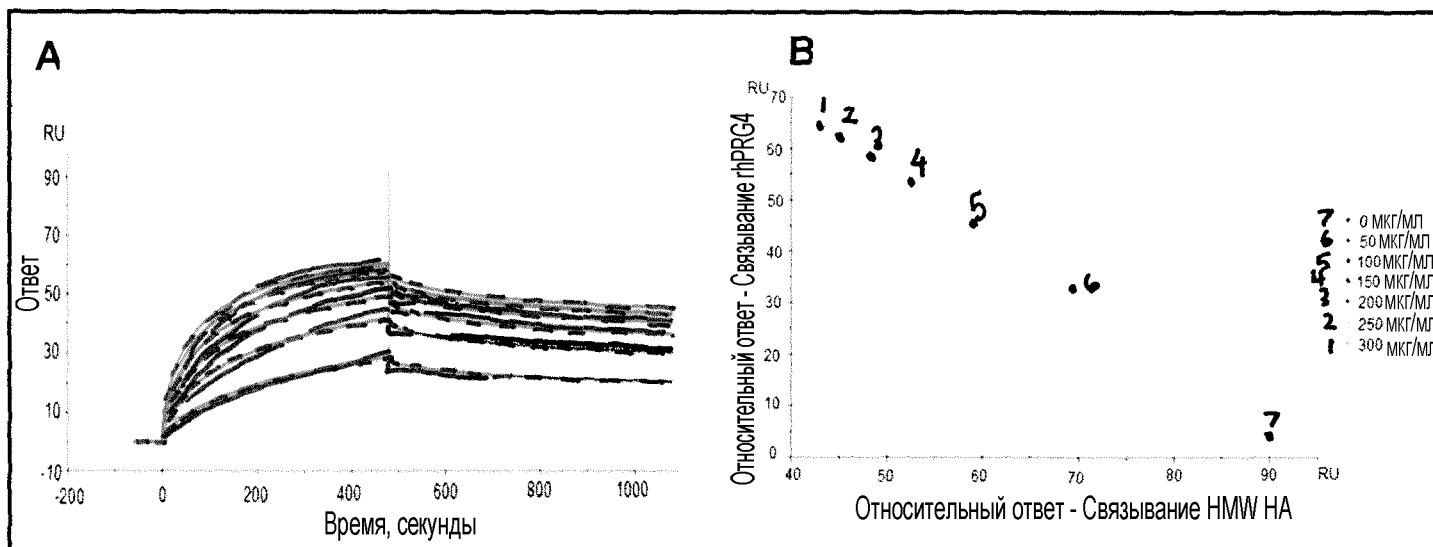 A
RU
90
70
50
30
10
-10
Ответ
-200
0
200
400
600
800
1000
Время, секунды
B
RU
70
60
50
40
30
20
10
0
Относительный ответ - Связывание rhPRG4
1
2
3
4
5
6
7
40
50
60
70
80
90
RU
Относительный ответ - Связывание HMW HA
7 • 0 МКГ/МЛ
6 • 50 МКГ/МЛ
5 • 100 МКГ/МЛ
4 • 150 МКГ/МЛ
3 • 200 МКГ/МЛ
2 250 МКГ/МЛ
1 300 МКГ/МЛ